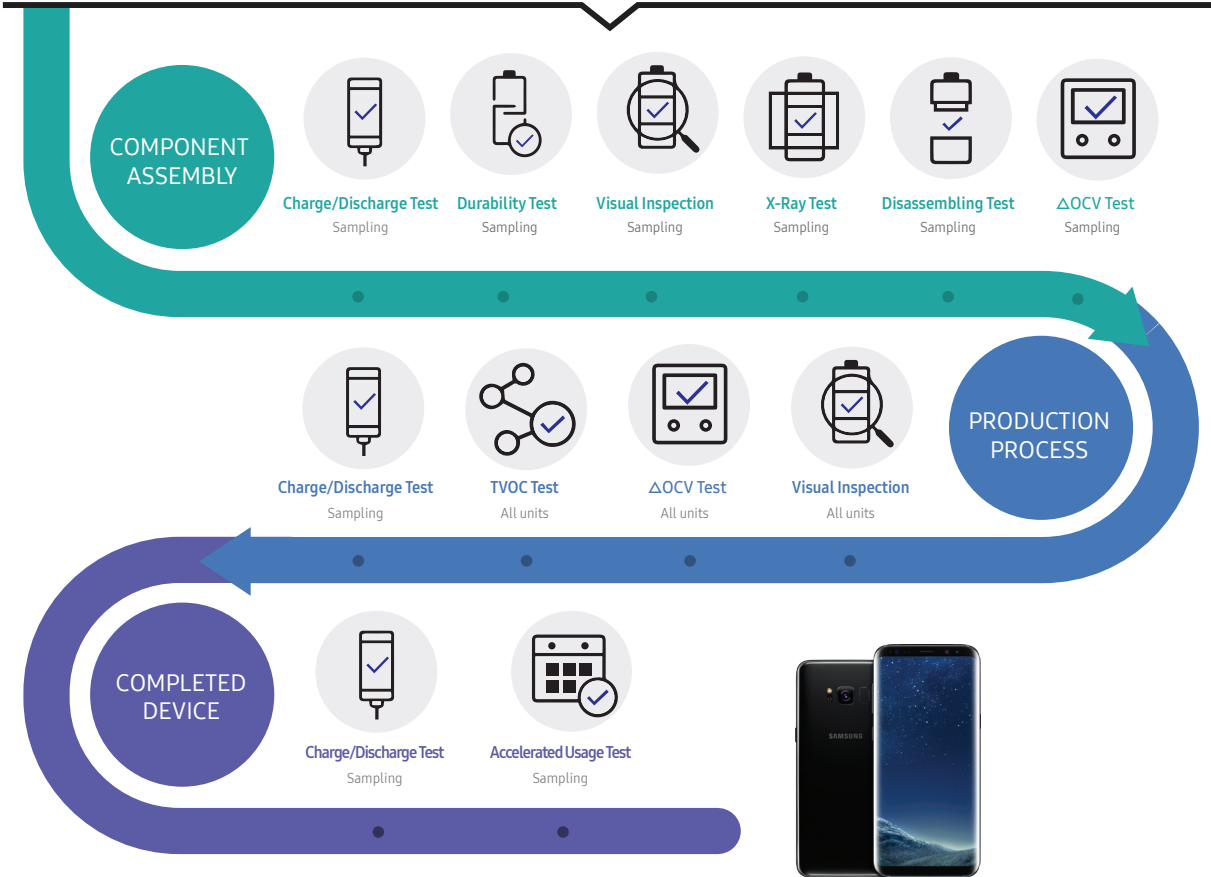 COMPONENT
ASSEMBLY
Charge/Discharge Test
Sampling
Durability Test
Sampling
Visual Inspection
Sampling
X-Ray Test
Sampling
Disassembling Test
Sampling
△OCV Test
Sampling
Charge/Discharge Test
Sampling
TVOC Test
All units
△OCV Test
All units
Visual Inspection
All units
PRODUCTION
PROCESS
COMPLETED
DEVICE
Charge/Discharge Test
Sampling
Accelerated Usage Test
Sampling
SAMSUNG